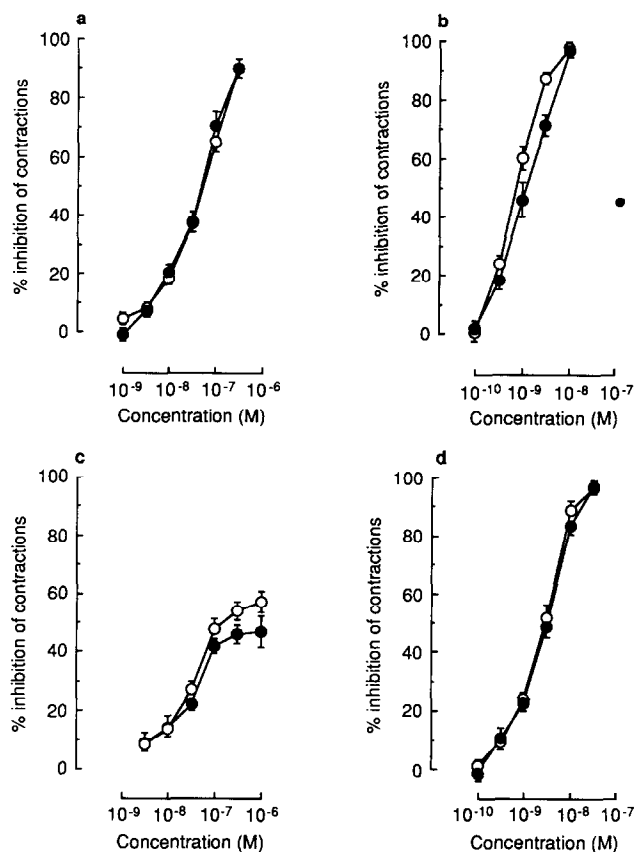 a
100
80
60
40
20
0
% inhibition of contractions
10⁻⁹ 10⁻⁸ 10⁻⁷ 10⁻⁶
Concentration (M)
b
100
80
60
40
20
0
% inhibition of contractions
10⁻¹⁰ 10⁻⁹ 10⁻⁸ 10⁻⁷
Concentration (M)
c
100
80
60
40
20
0
% inhibition of contractions
10⁻⁹ 10⁻⁸ 10⁻⁷ 10⁻⁶
Concentration (M)
d
100
80
60
40
20
0
% inhibition of contractions
10⁻¹⁰ 10⁻⁹ 10⁻⁸ 10⁻⁷
Concentration (M)